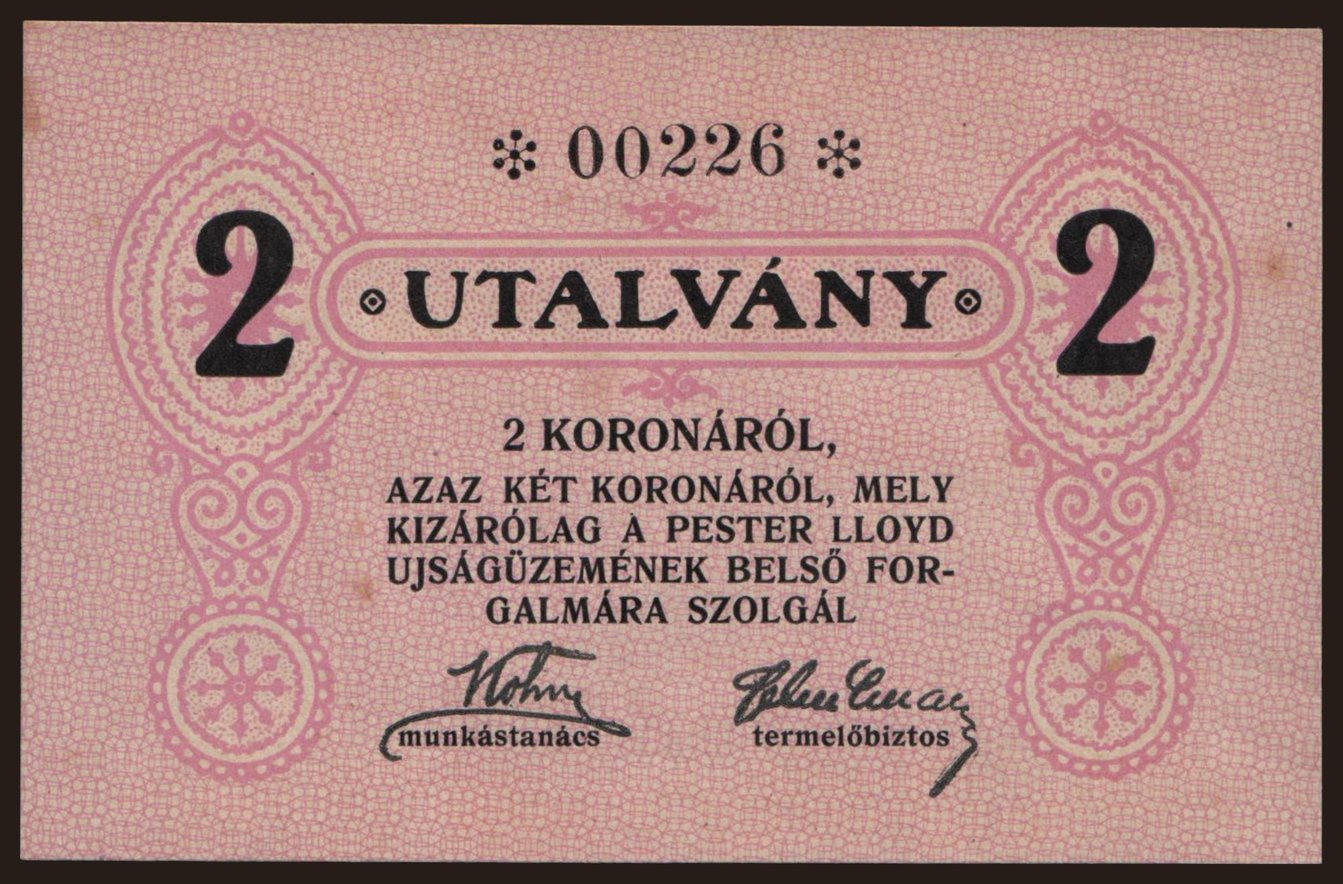 00226
2 UTALVÁNY 2
2 KORONÁRÓL,
AZAZ KÉT KORONÁRÓL, MELY
KIZÁRÓLAG A PESTER LLOYD
UJSÁGÜZEMÉNEK BELSŐ FOR-
GALMÁRA SZOLGÁL
munkástanács termelőbiztos